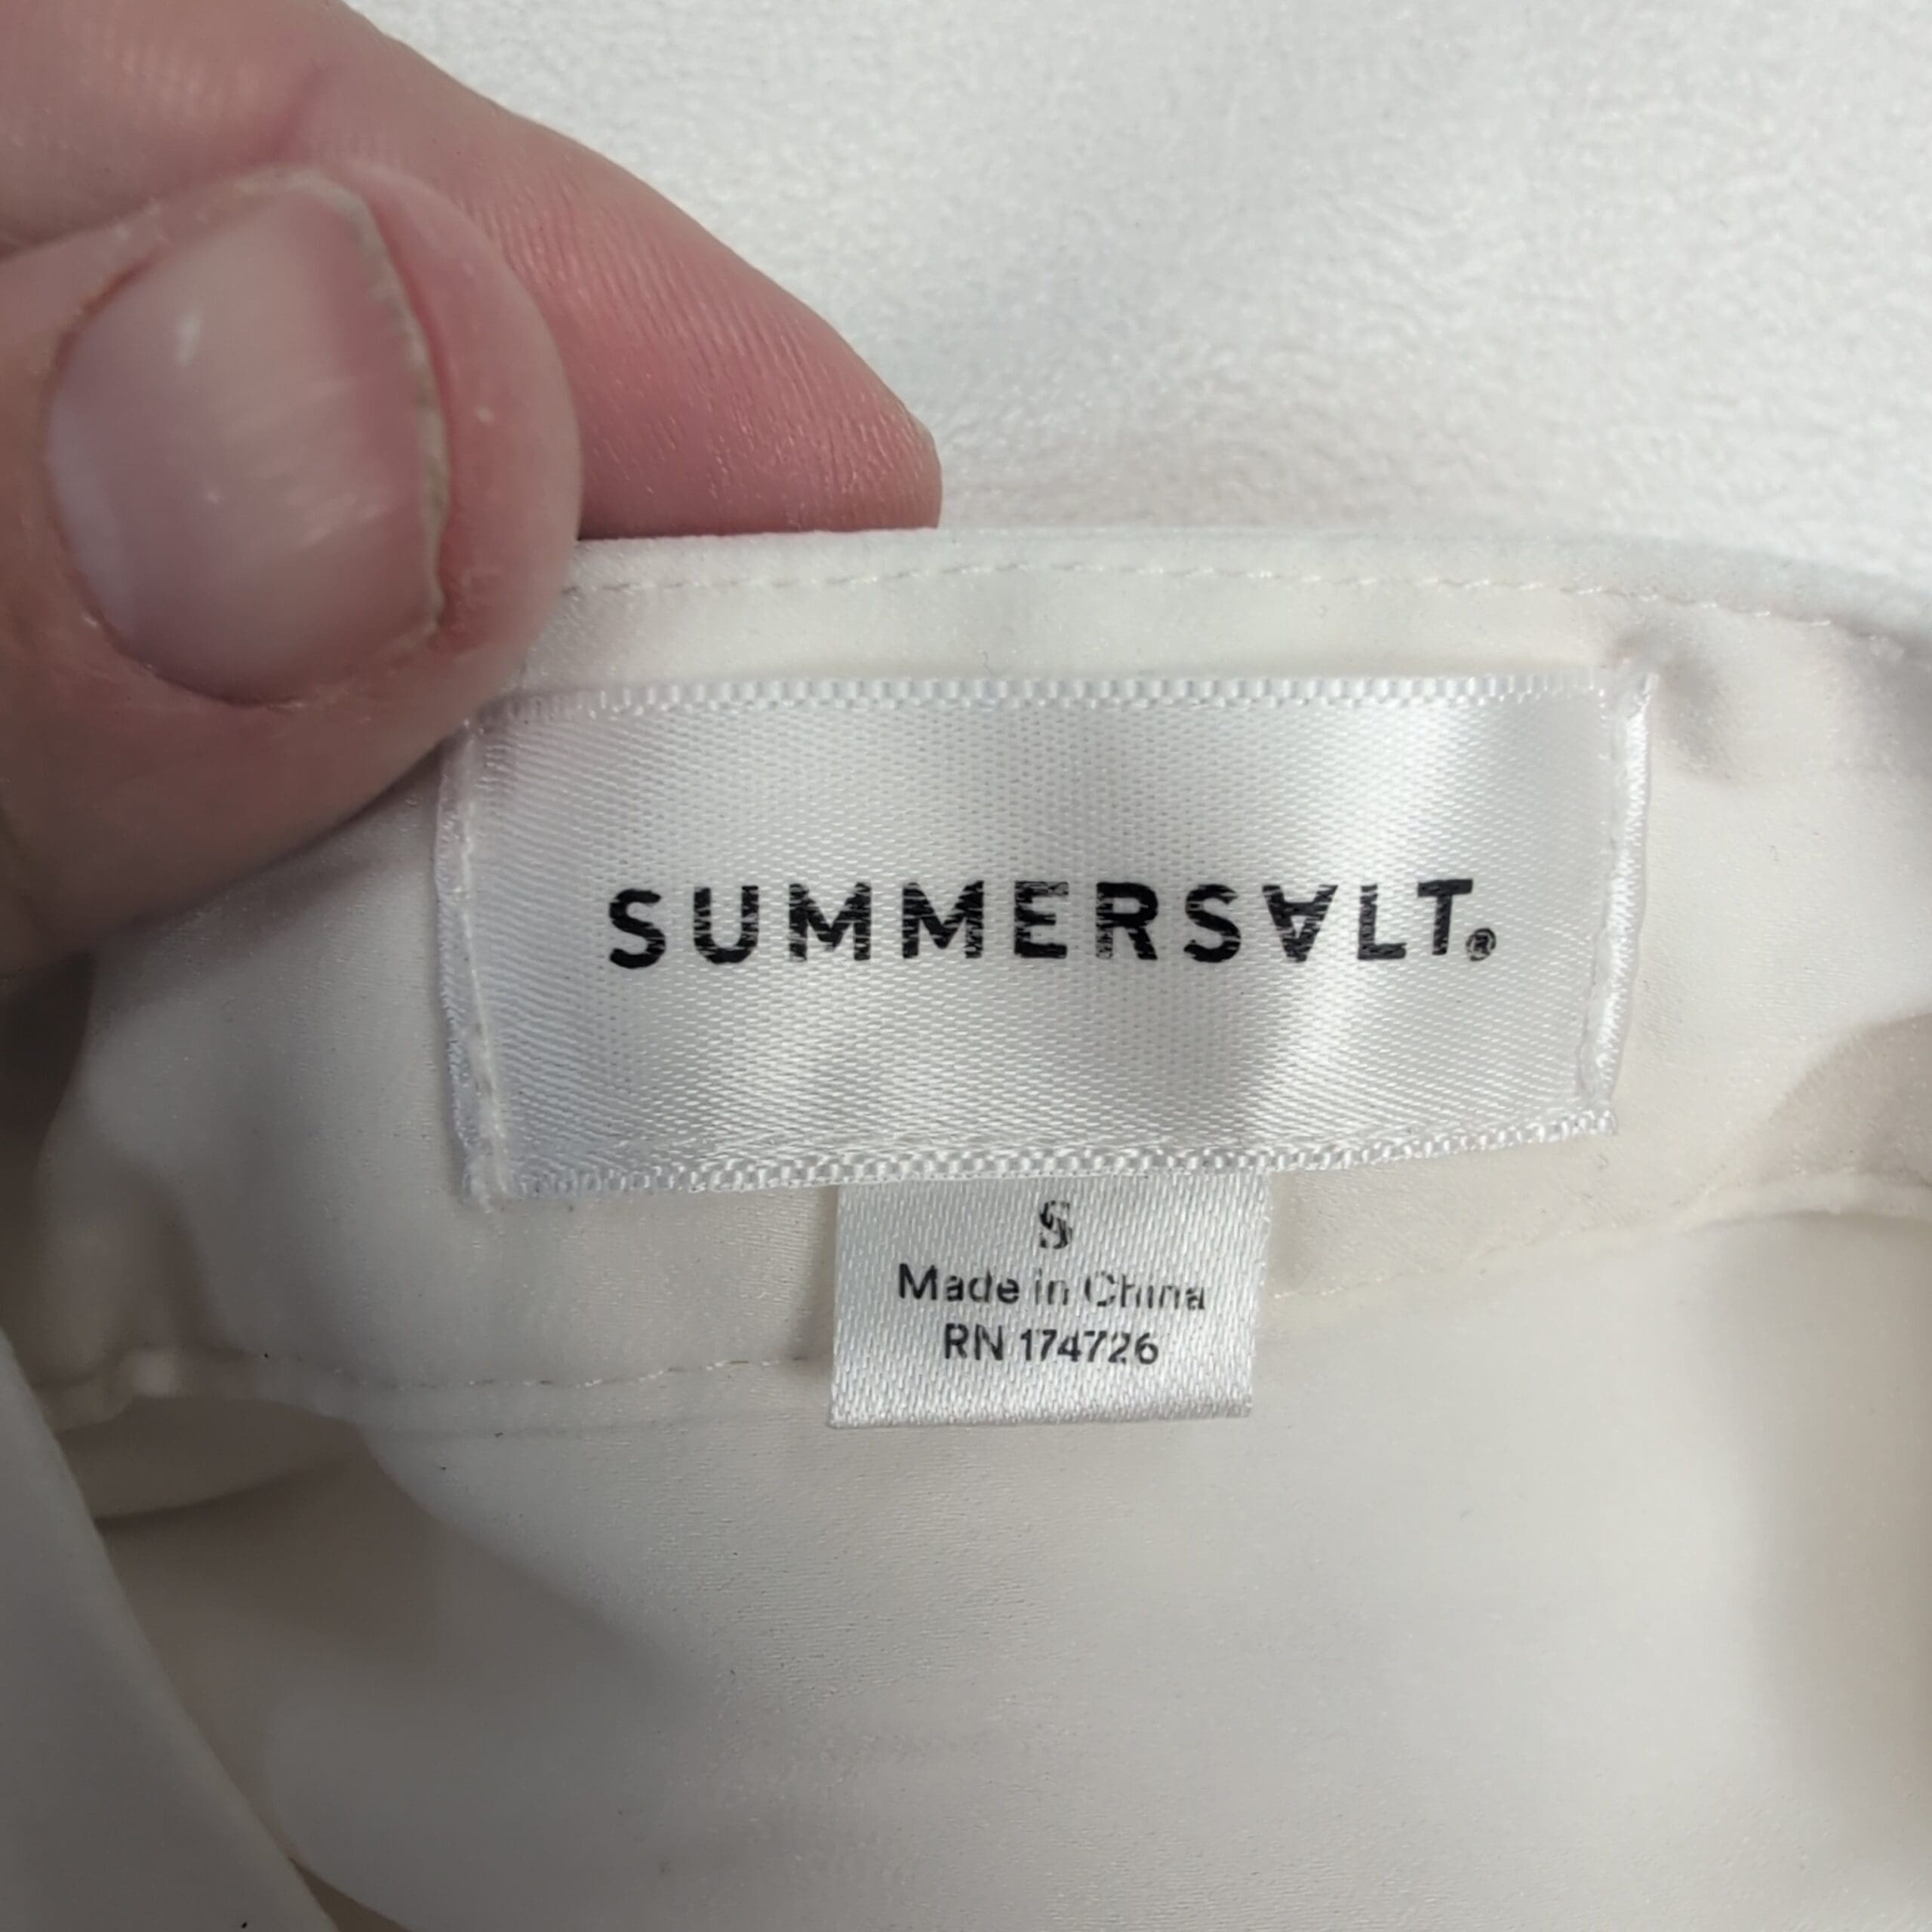 SUMMERSALT®
S
Made in China
RN 174726